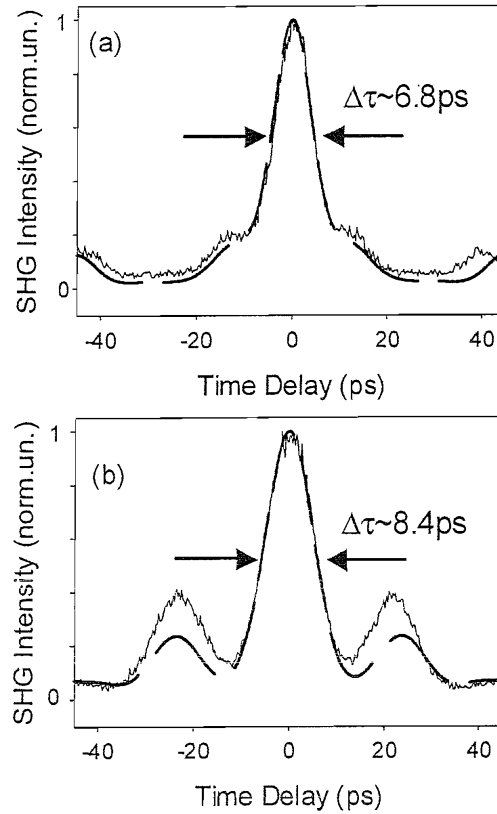 (a)
1
Δτ~6.8ps
SHG Intensity (norm.un.)
0
-40 -20 0 20 40
Time Delay (ps)
(b)
1
Δτ~8.4ps
SHG Intensity (norm.un.)
0
-40 -20 0 20 40
Time Delay (ps)